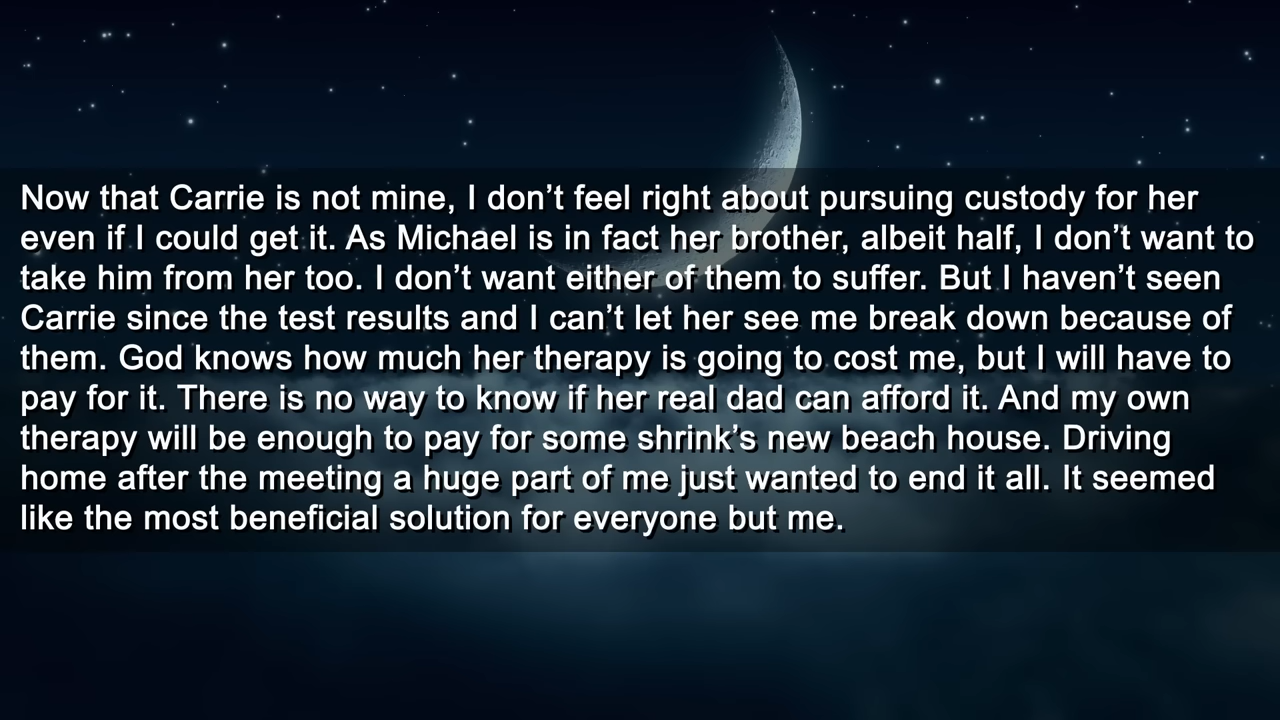 Now that Carrie is not mine, I don’t feel right about pursuing custody for her
even if I could get it. As Michael is in fact her brother, albeit half, I don’t want to
take him from her too. I don’t want either of them to suffer. But I haven’t seen
Carrie since the test results and I can’t let her see me break down because of
them. God knows how much her therapy is going to cost me, but I will have to
pay for it. There is no way to know if her real dad can afford it. And my own
therapy will be enough to pay for some shrink’s new beach house. Driving
home after the meeting a huge part of me just wanted to end it all. It seemed
like the most beneficial solution for everyone but me.